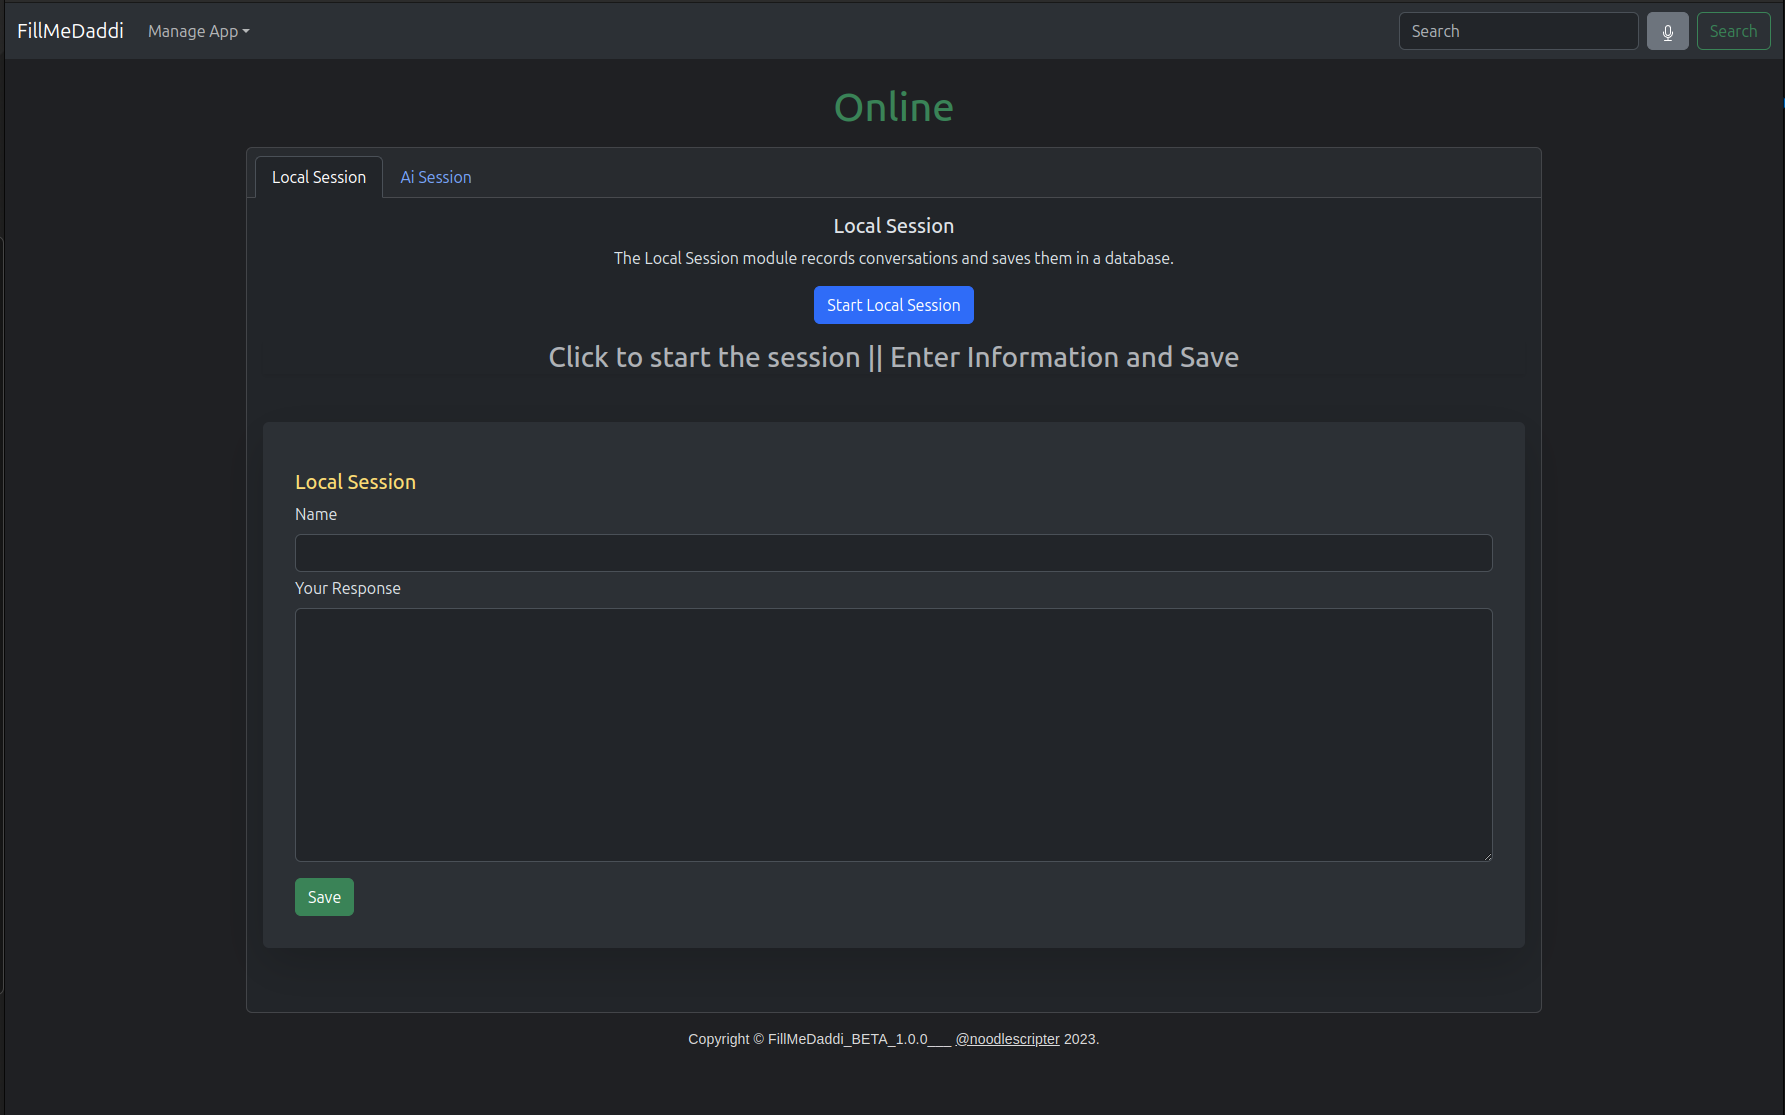 FillMeDaddi Manage App Search Search
Online
Local Session Ai Session
Local Session
The Local Session module records conversations and saves them in a database.
Start Local Session
Click to start the session || Enter Information and Save
Local Session
Name
Your Response
Save
Copyright © FillMeDaddi_BETA_1.0.0___ @noodlescripter 2023.